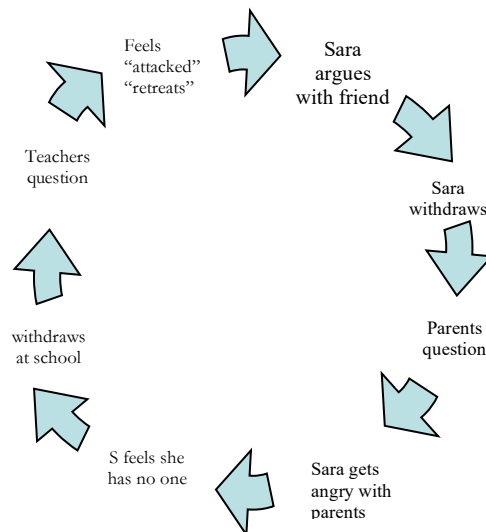 Feels
“attacked”
“retreats”
Sara
argues
with friend
Sara
withdraws
Parents
question
Sara gets
angry with
parents
S feels she
has no one
withdraws
at school
Teachers
question